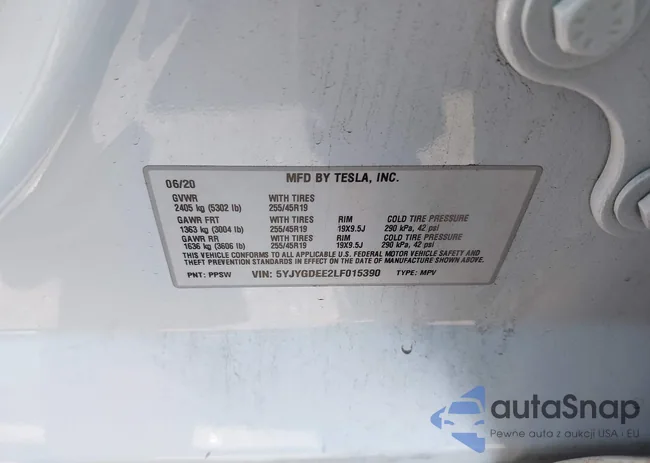 MFD BY TESLA, INC.
06/20
GVWR WITH TIRES
2405 kg (5302 lb) 255/45R19
GAWR FRT WITH TIRES RIM COLD TIRE PRESSURE
1363 kg (3004 lb) 255/45R19 19X9.5J 290 kPa, 42 psi
GAWR RR WITH TIRES RIM COLD TIRE PRESSURE
1636 kg (3606 lb) 255/45R19 19X9.5J 290 kPa, 42 psi
THIS VEHICLE CONFORMS TO ALL APPLICABLE U.S. FEDERAL MOTOR VEHICLE SAFETY AND
THEFT PREVENTION STANDARDS IN EFFECT ON THE DATE OF MANUFACTURE SHOWN ABOVE.
PNT: PPSW VIN: 5YJYGDEE2LF015390 TYPE: MPV
autaSnap
Pewne auto z aukcji USA i EU